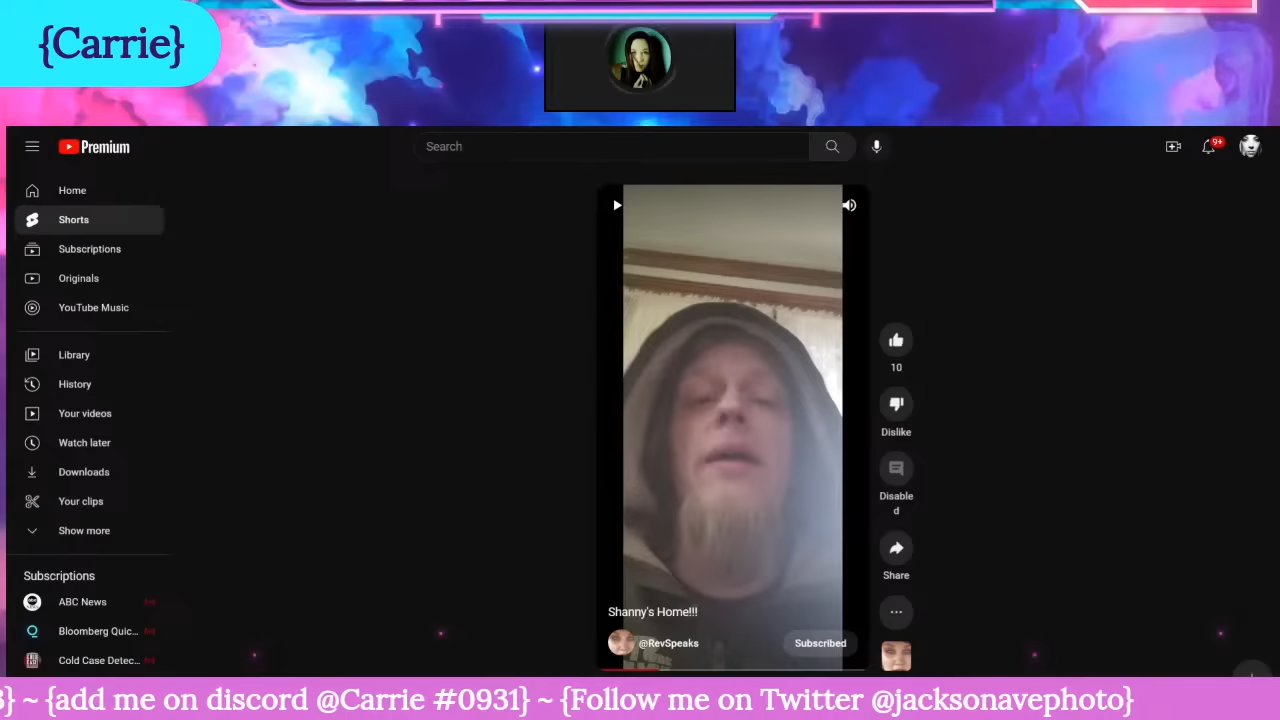 {Carrie}
Premium
Search
9+
Home
Shorts
Subscriptions
Originals
YouTube Music
Library
History
Your videos
Watch later
Downloads
Your clips
Show more
Subscriptions
ABC News
Bloomberg Quic...
Cold Case Detec...
10
Dislike
Disable
d
Share
Shanny's Home!!!
@RevSpeaks
Subscribed
} ~ {add me on discord @Carrie #0931} ~ {Follow me on Twitter @jacksonavephoto}